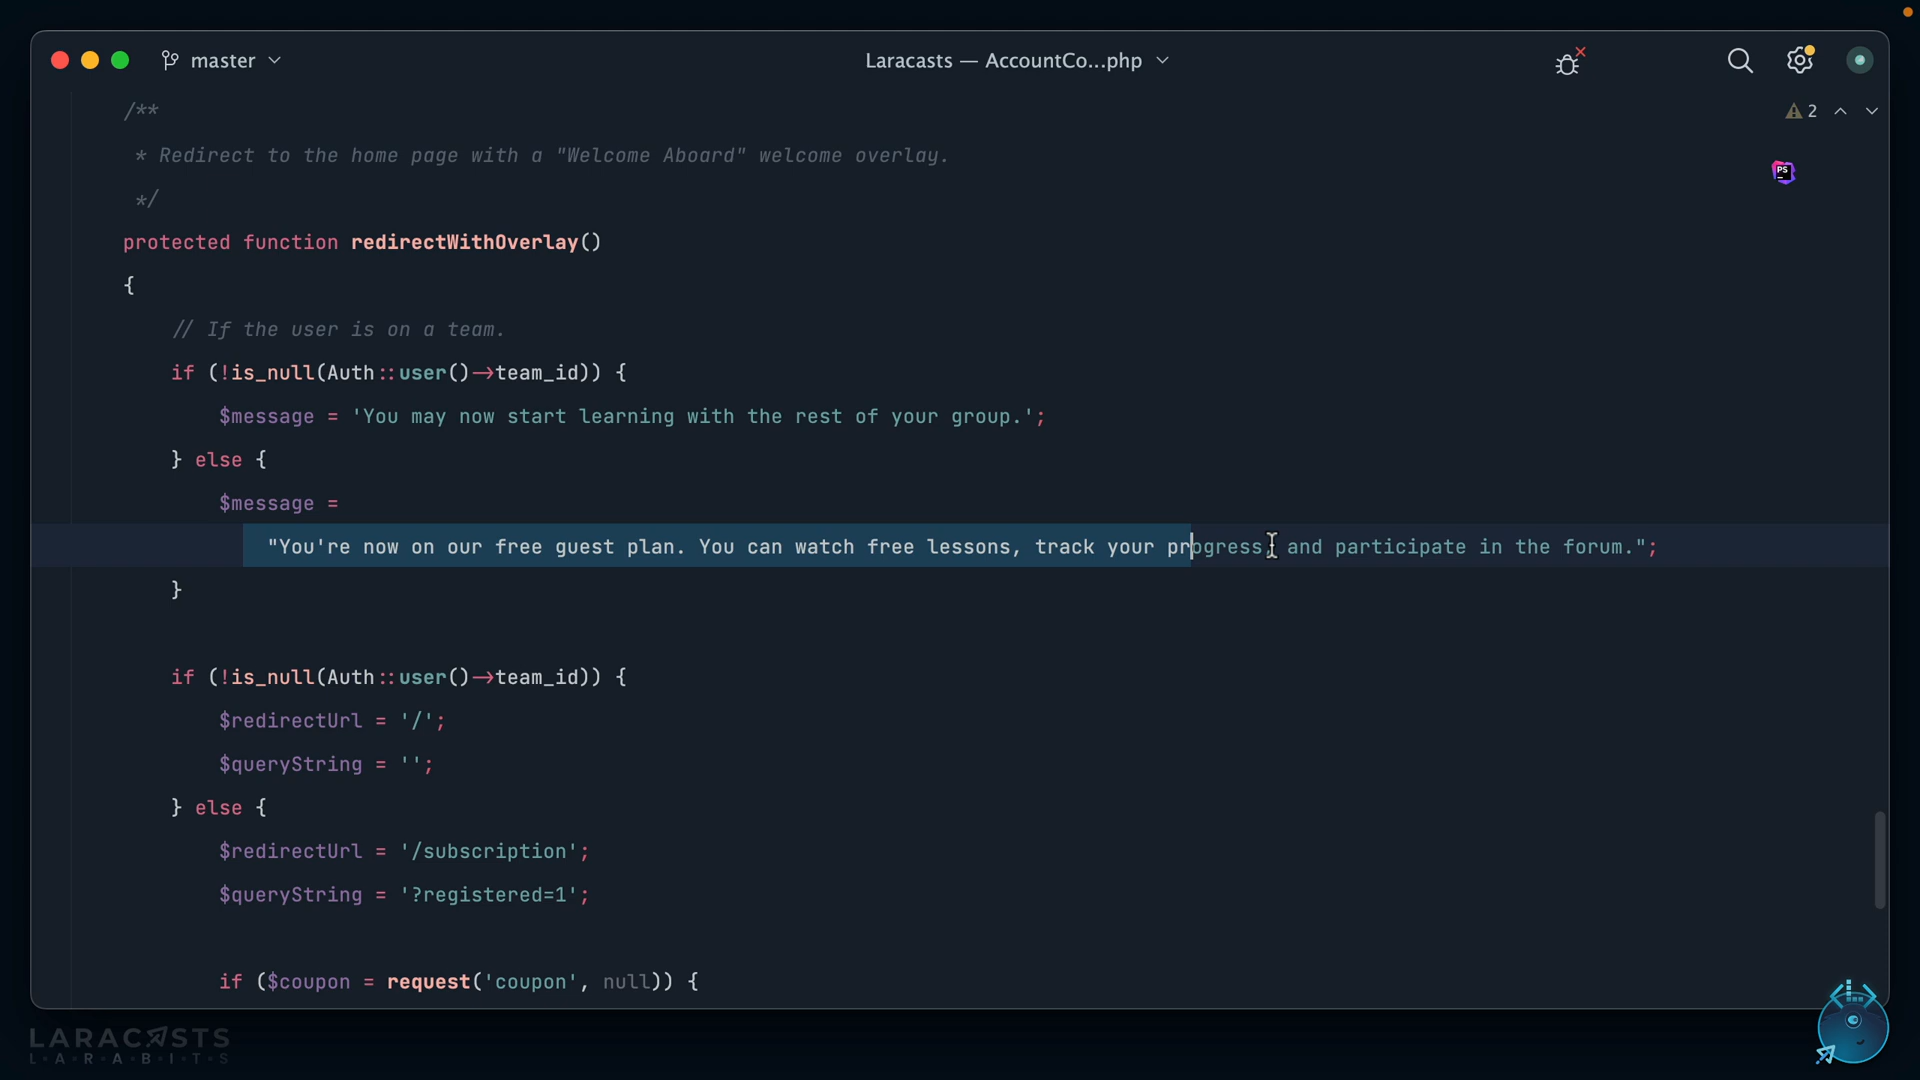 master
Laracasts — AccountCo...php
2
/**
* Redirect to the home page with a "Welcome Aboard" welcome overlay.
*/
PS
protected function redirectWithOverlay()
{
// If the user is on a team.
if (!is_null(Auth::user()->team_id)) {
$message = 'You may now start learning with the rest of your group.';
} else {
$message =
"You're now on our free guest plan. You can watch free lessons, track your progress, and participate in the forum.";
}
if (!is_null(Auth::user()->team_id)) {
$redirectUrl = '/';
$queryString = '';
} else {
$redirectUrl = '/subscription';
$queryString = '?registered=1';
if ($coupon = request('coupon', null)) {
LARACASTS
L·A·R·A·B·I·T·S